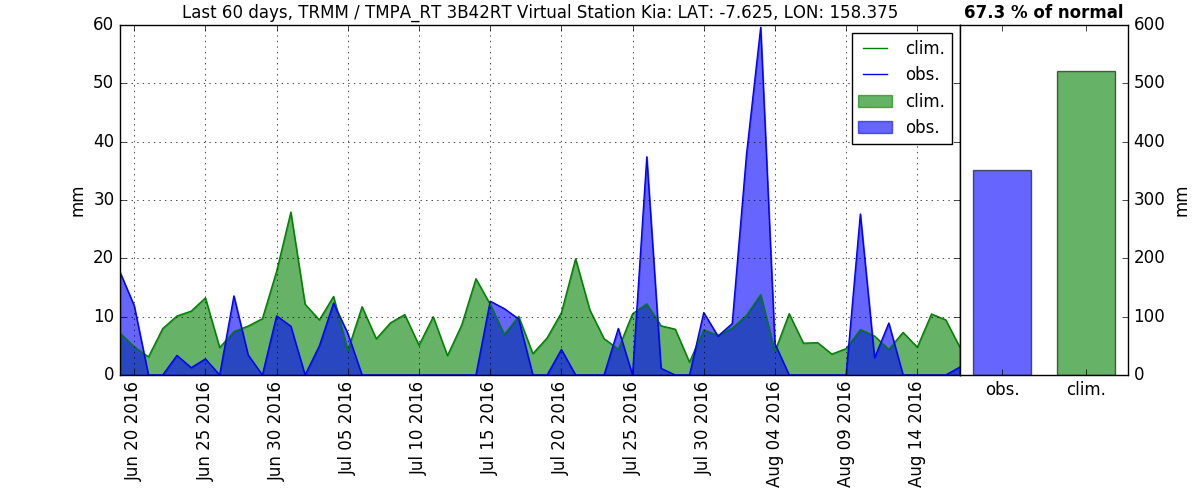 Last 60 days, TRMM / TMPA_RT 3B42RT Virtual Station Kia: LAT: -7.625, LON: 158.375
67.3 % of normal
60
50
40
30
20
10
0
mm
clim.
obs.
clim.
obs.
600
500
400
300
200
100
0
mm
obs.
clim.
Jun 20 2016
Jun 25 2016
Jun 30 2016
Jul 05 2016
Jul 10 2016
Jul 15 2016
Jul 20 2016
Jul 25 2016
Jul 30 2016
Aug 04 2016
Aug 09 2016
Aug 14 2016